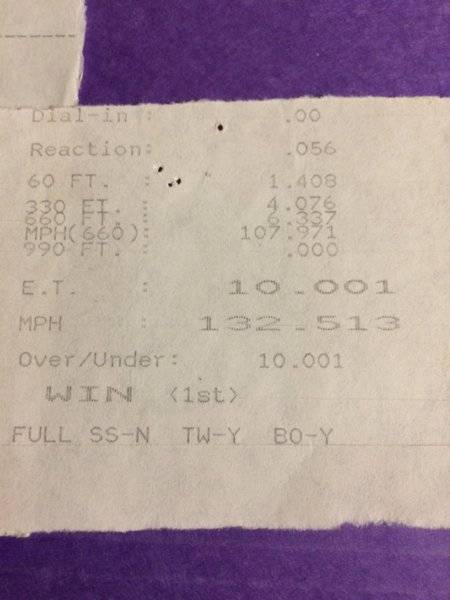 Dial-in : .00
Reaction: .056
60 FT. : 1.408
330 FT. : 4.076
660 FT. : 6.337
MPH(660): 107.971
990 FT. : .000
E.T. : 10.001
MPH : 132.513
Over/Under: 10.001
WIN (1st)
FULL SS-N TW-Y BO-Y